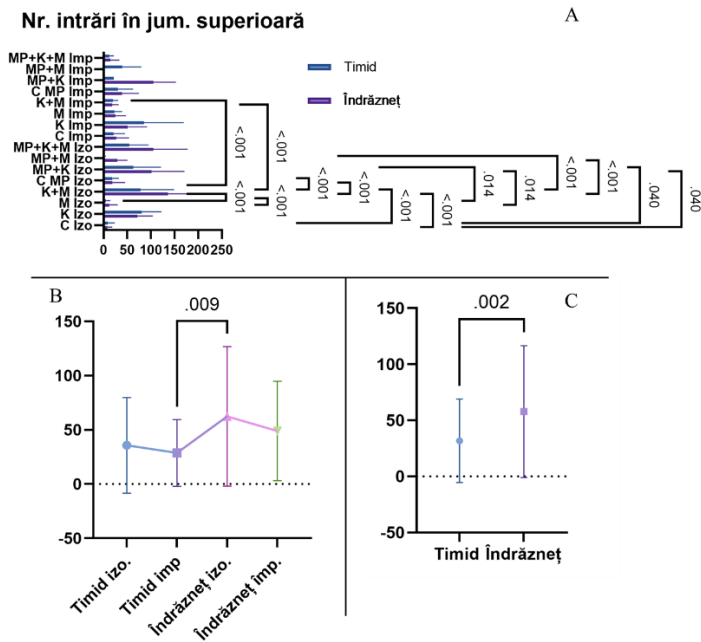 Nr. intrări în jum. superioară
A
Timid
Îndrăzneț
MP+K+M Imp
MP+M Imp
MP+K Imp
C MP Imp
K+M Imp
M Imp
K Imp
C Imp
MP+K+M Izo
MP+M Izo
MP+K Izo
C MP Izo
K+M Izo
M Izo
K Izo
C Izo
0 50 100 150 200 250
<.001
<.001
<.001
<.001
<.001
<.001
<.001
<.001
.014
.014
<.001
<.001
.040
.040
B
.009
150
100
50
0
-50
Timid izo.
Timid imp
Îndrăzneț izo.
Îndrăzneț împ.
C
.002
150
100
50
0
-50
Timid Îndrăzneț